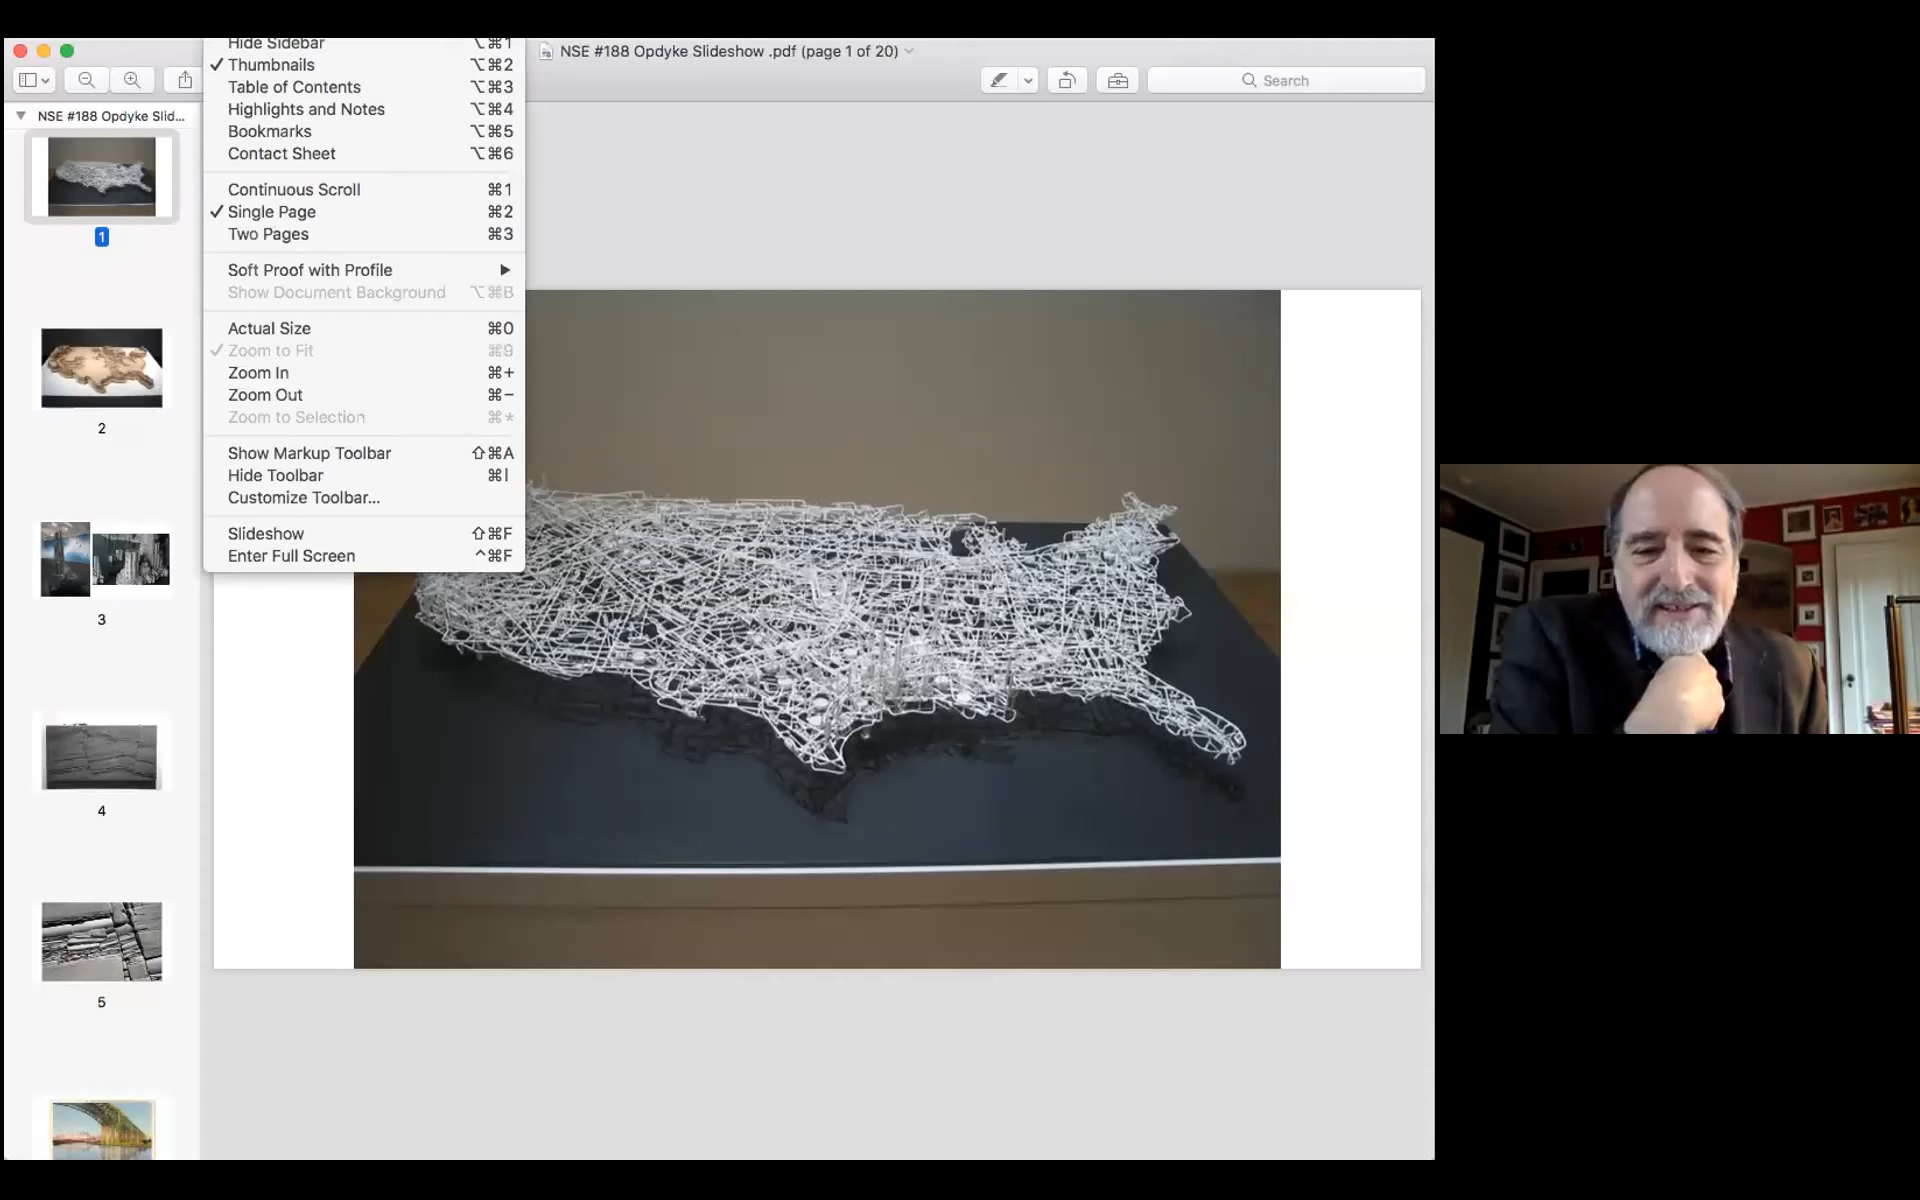 Hide Sidebar ⌥⌘1
NSE #188 Opdyke Slideshow .pdf (page 1 of 20)
✓ Thumbnails ⌥⌘2
Table of Contents ⌥⌘3
Highlights and Notes ⌥⌘4
Bookmarks ⌥⌘5
Contact Sheet ⌥⌘6
Continuous Scroll ⌘1
✓ Single Page ⌘2
Two Pages ⌘3
Soft Proof with Profile ▶
Show Document Background ⌥⌘B
Actual Size ⌘0
✓ Zoom to Fit ⌘9
Zoom In ⌘+
Zoom Out ⌘−
Zoom to Selection ⌘*
Show Markup Toolbar ⇧⌘A
Hide Toolbar ⌘|
Customize Toolbar...
Slideshow ⇧⌘F
Enter Full Screen ^⌘F
Search
NSE #188 Opdyke Slid...
1
2
3
4
5